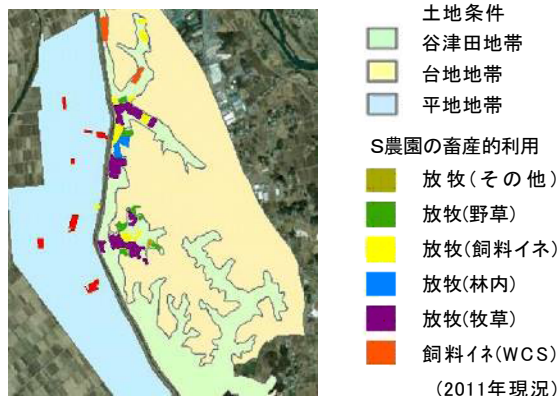 土地条件
谷津田地帯
台地地帯
平地地帯
S農園の畜産的利用
放牧(その他)
放牧(野草)
放牧(飼料イネ)
放牧(林内)
放牧(牧草)
飼料イネ(WCS)
(2011年現況)